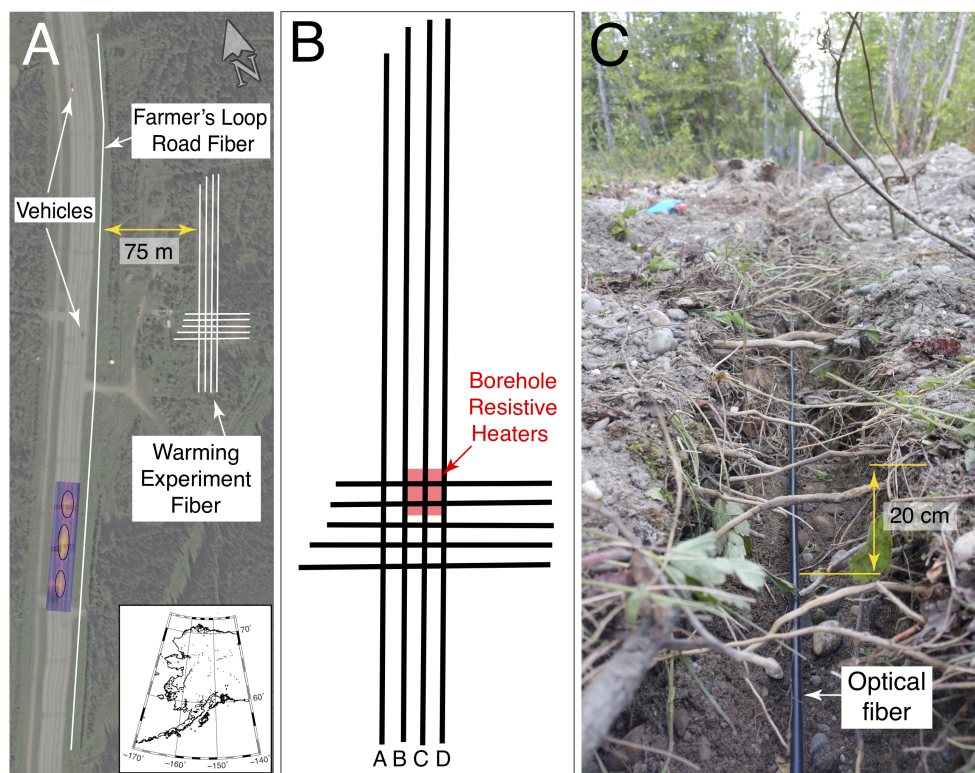 A
N
Farmer's Loop
Road Fiber
Vehicles
75 m
Warming
Experiment
Fiber
70°
60°
-170°
-160°
-150°
-140°
B
Borehole
Resistive
Heaters
A B C D
C
20 cm
Optical
fiber